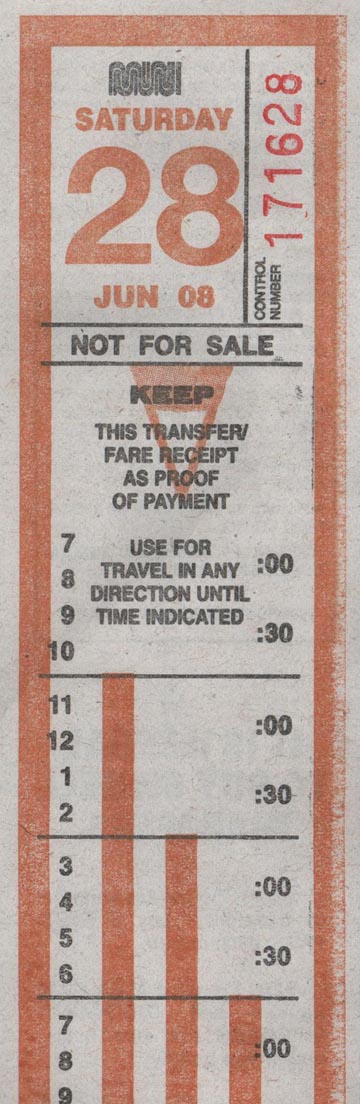 MUNI
SATURDAY
28
JUN 08
CONTROL
NUMBER
171628
NOT FOR SALE
KEEP
THIS TRANSFER/
FARE RECEIPT
AS PROOF
OF PAYMENT
USE FOR
TRAVEL IN ANY
DIRECTION UNTIL
TIME INDICATED
7
8
9
10
:00
:30
11
12
1
2
:00
:30
3
4
5
6
:00
:30
7
8
9
:00